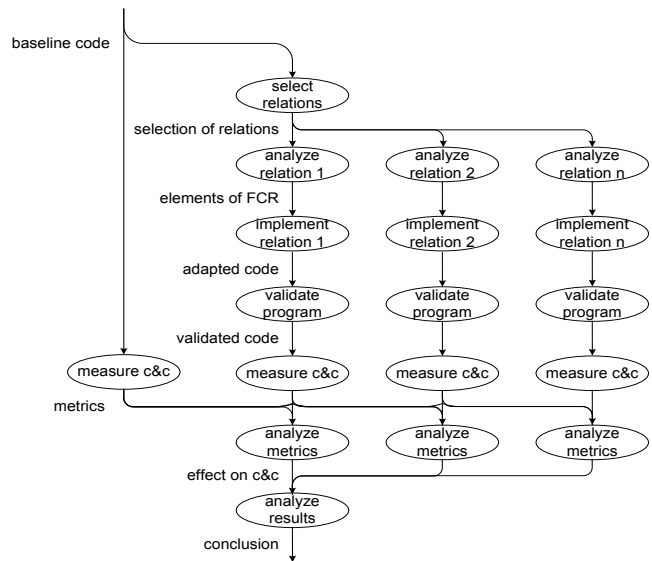 baseline code
select
relations
selection of relations
analyze
relation 1
analyze
relation 2
analyze
relation n
elements of FCR
implement
relation 1
implement
relation 2
implement
relation n
adapted code
validate
program
validate
program
validate
program
validated code
measure c&c
measure c&c
measure c&c
measure c&c
metrics
analyze
metrics
analyze
metrics
analyze
metrics
effect on c&c
analyze
results
conclusion